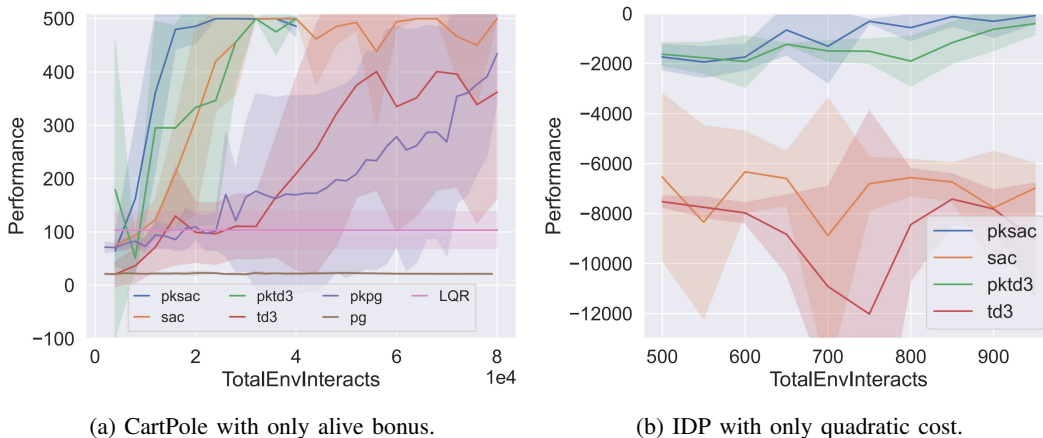 500
400
300
200
100
0
−100
Performance
pksac
sac
pktd3
td3
pkpg
pg
LQR
0 2 4 6 8
1e4
TotalEnvInteracts
(a) CartPole with only alive bonus.
0
−2000
−4000
−6000
−8000
−10000
−12000
Performance
pksac
sac
pktd3
td3
500 600 700 800 900
TotalEnvInteracts
(b) IDP with only quadratic cost.